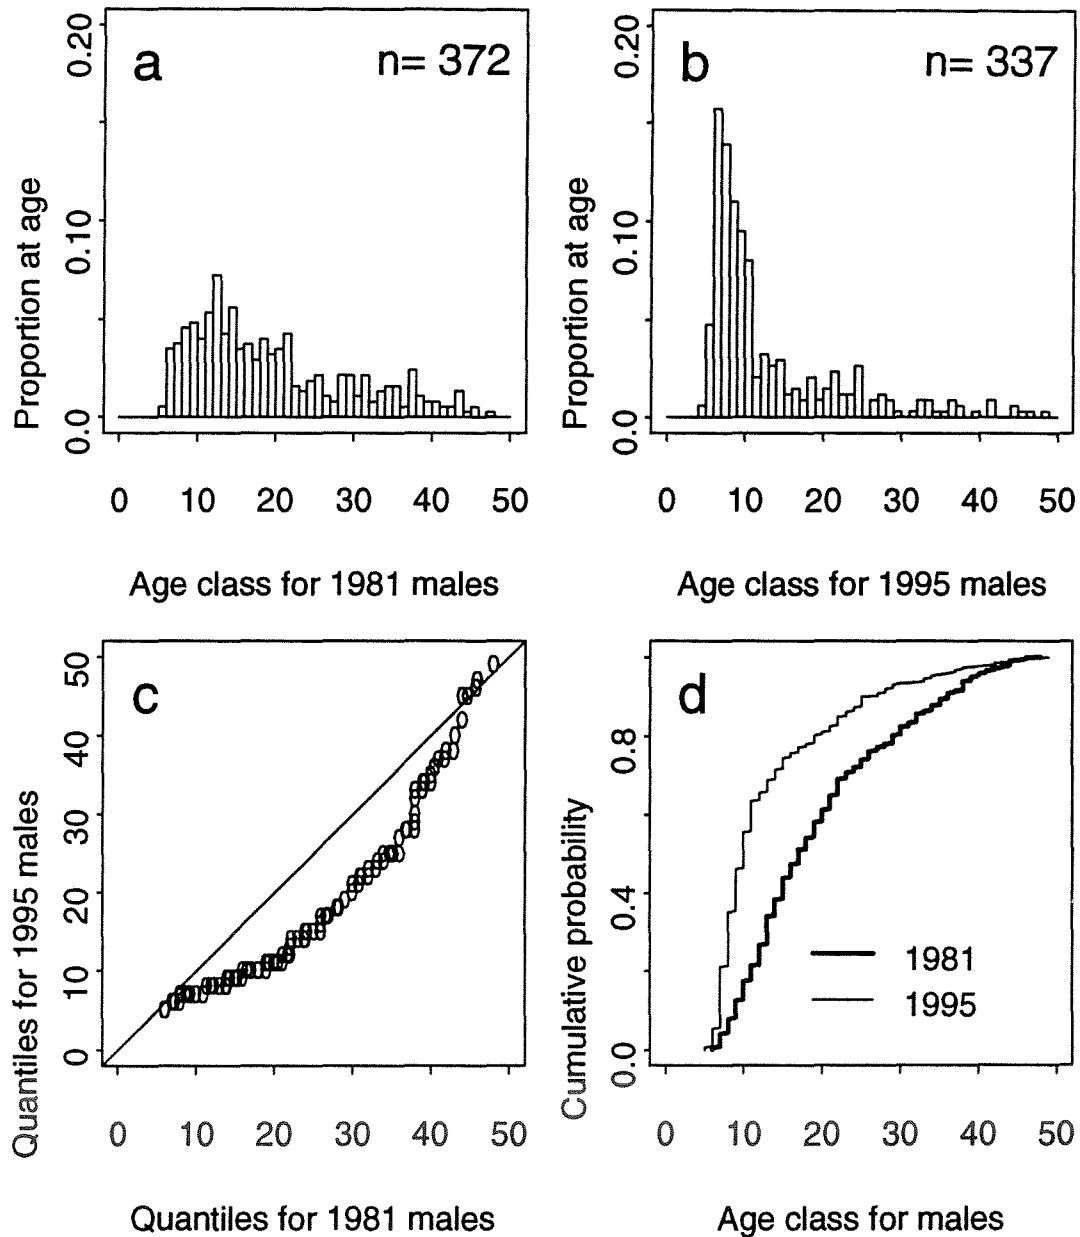 a
n= 372
Proportion at age
0.0
0.10
0.20
0
10
20
30
40
50
Age class for 1981 males
b
n= 337
Proportion at age
0.0
0.10
0.20
0
10
20
30
40
50
Age class for 1995 males
c
Quantiles for 1995 males
0
10
20
30
40
50
0
10
20
30
40
50
Quantiles for 1981 males
d
Cumulative probability
0.0
0.4
0.8
1981
1995
0
10
20
30
40
50
Age class for males